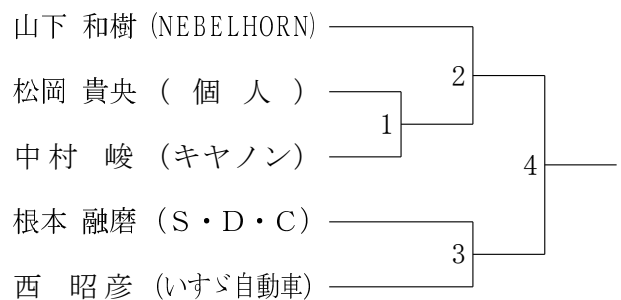 山下 和樹 (NEBELHORN)
2
松岡 貴央 ( 個 人 )
1
中村 峻 (キヤノン)
4
根本 融磨 (S・D・C)
3
西 昭彦 (いすゞ自動車)